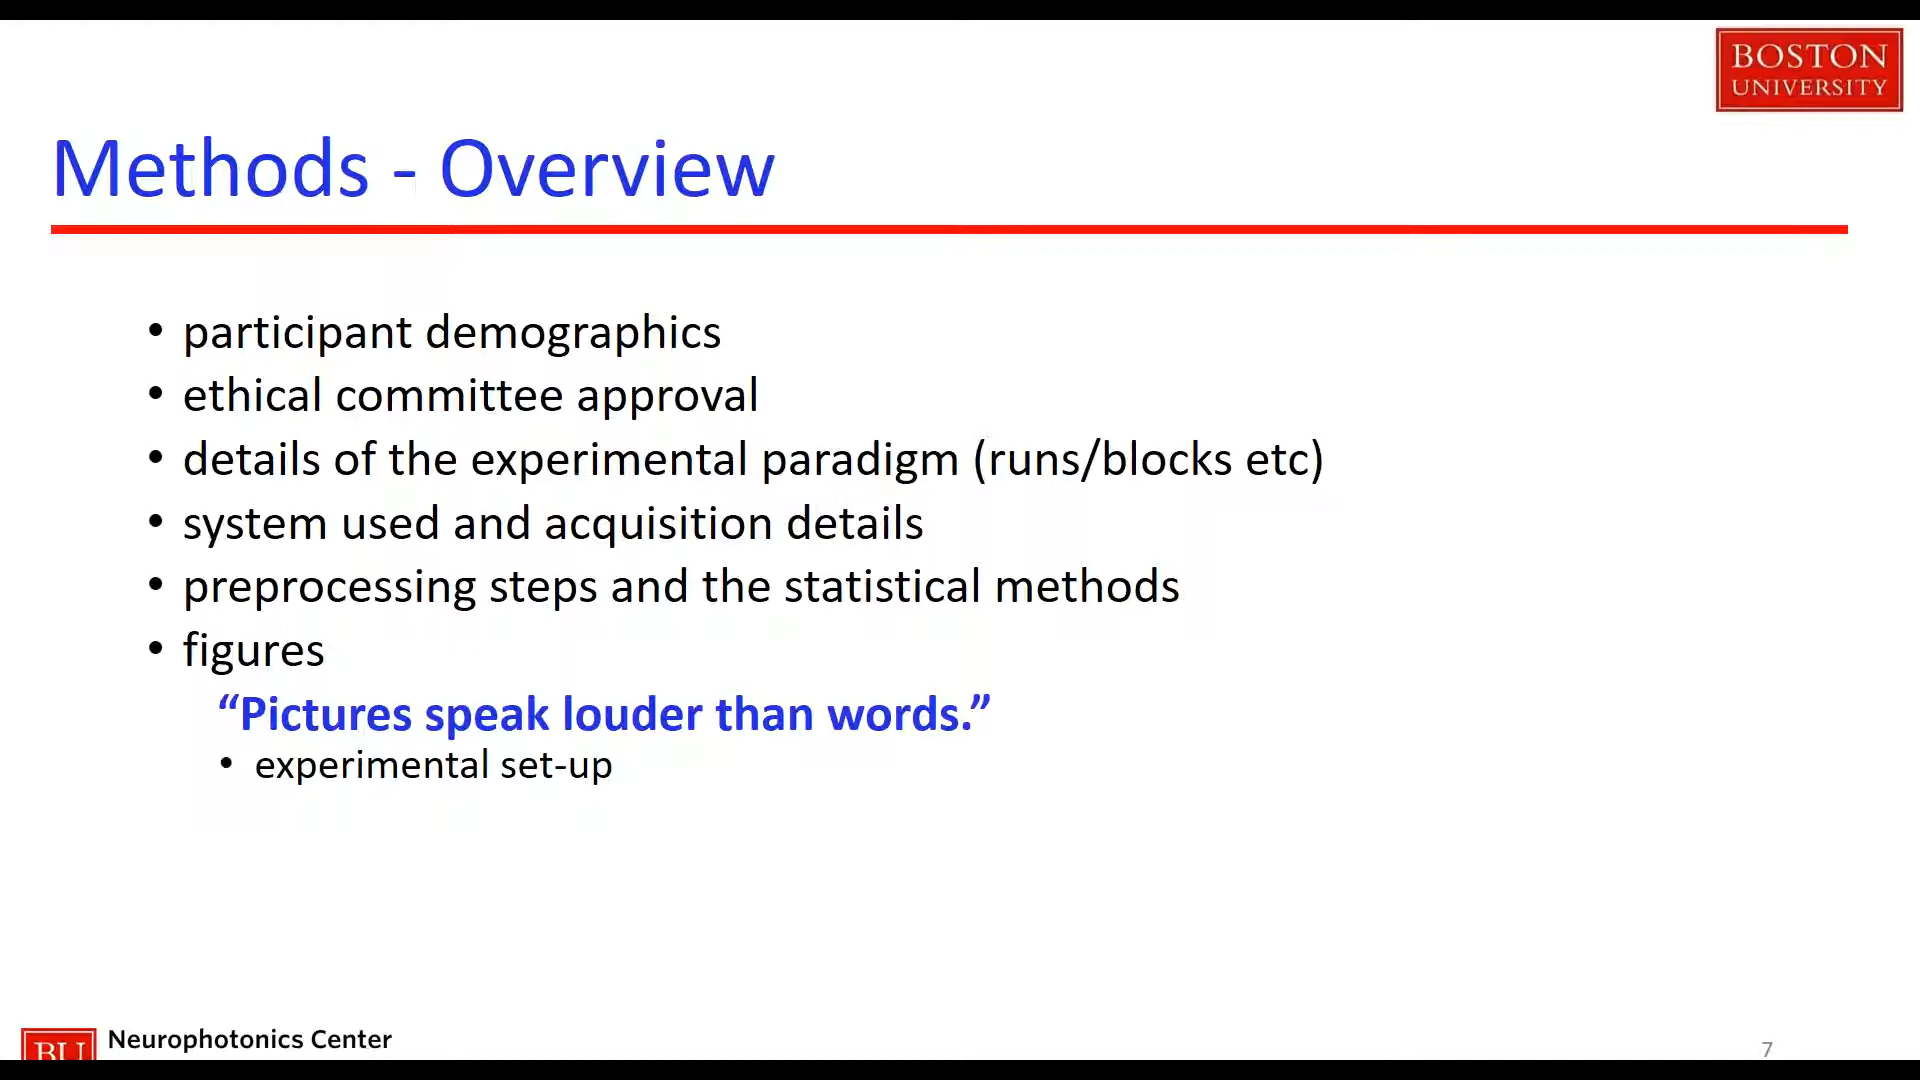 BOSTON
UNIVERSITY
Methods - Overview
• participant demographics
• ethical committee approval
• details of the experimental paradigm (runs/blocks etc)
• system used and acquisition details
• preprocessing steps and the statistical methods
• figures
“Pictures speak louder than words.”
• experimental set-up
BU
Neurophotonics Center
7